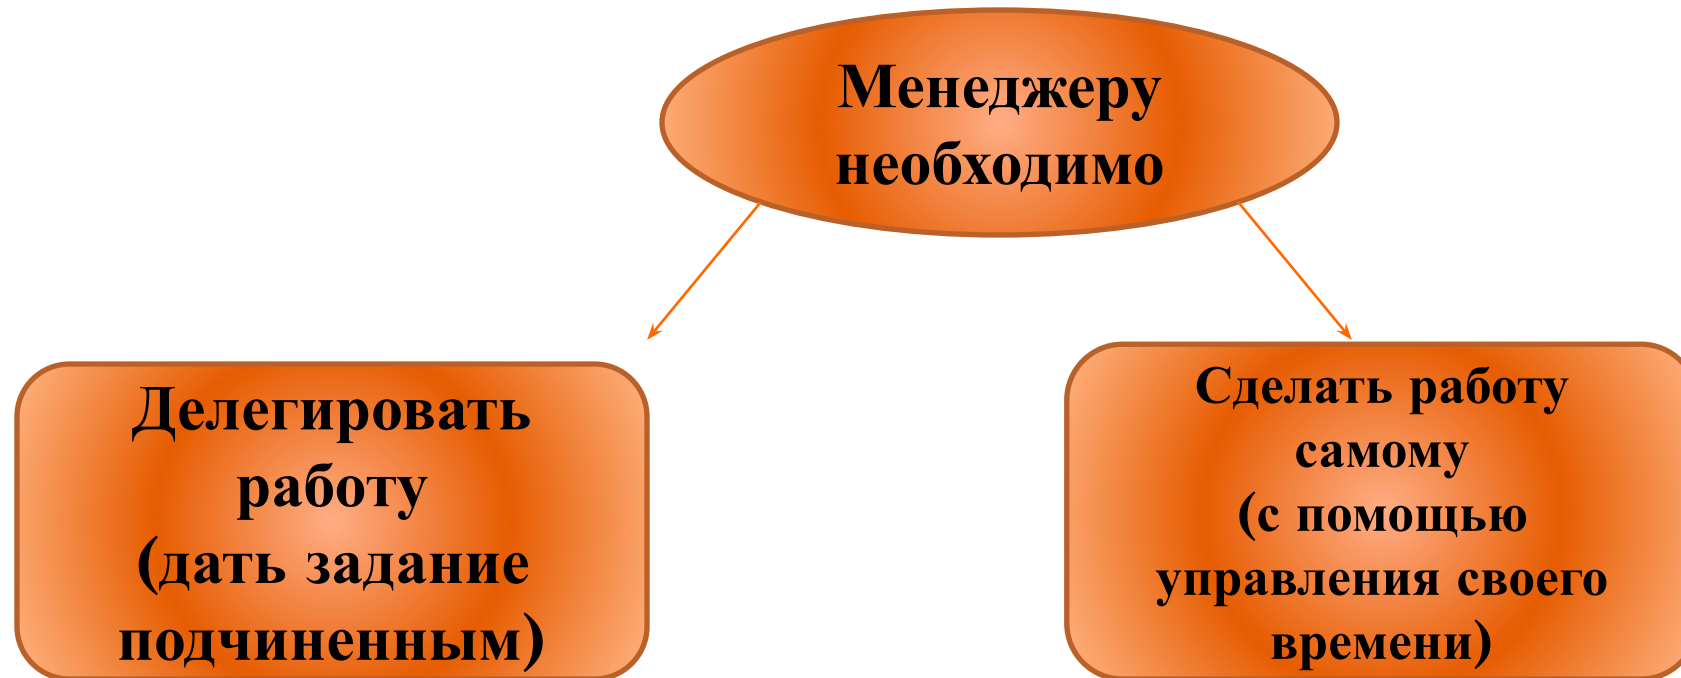 Менеджеру
необходимо
Делегировать
работу
(дать задание
подчиненным)
Сделать работу
самому
(с помощью
управления своего
времени)